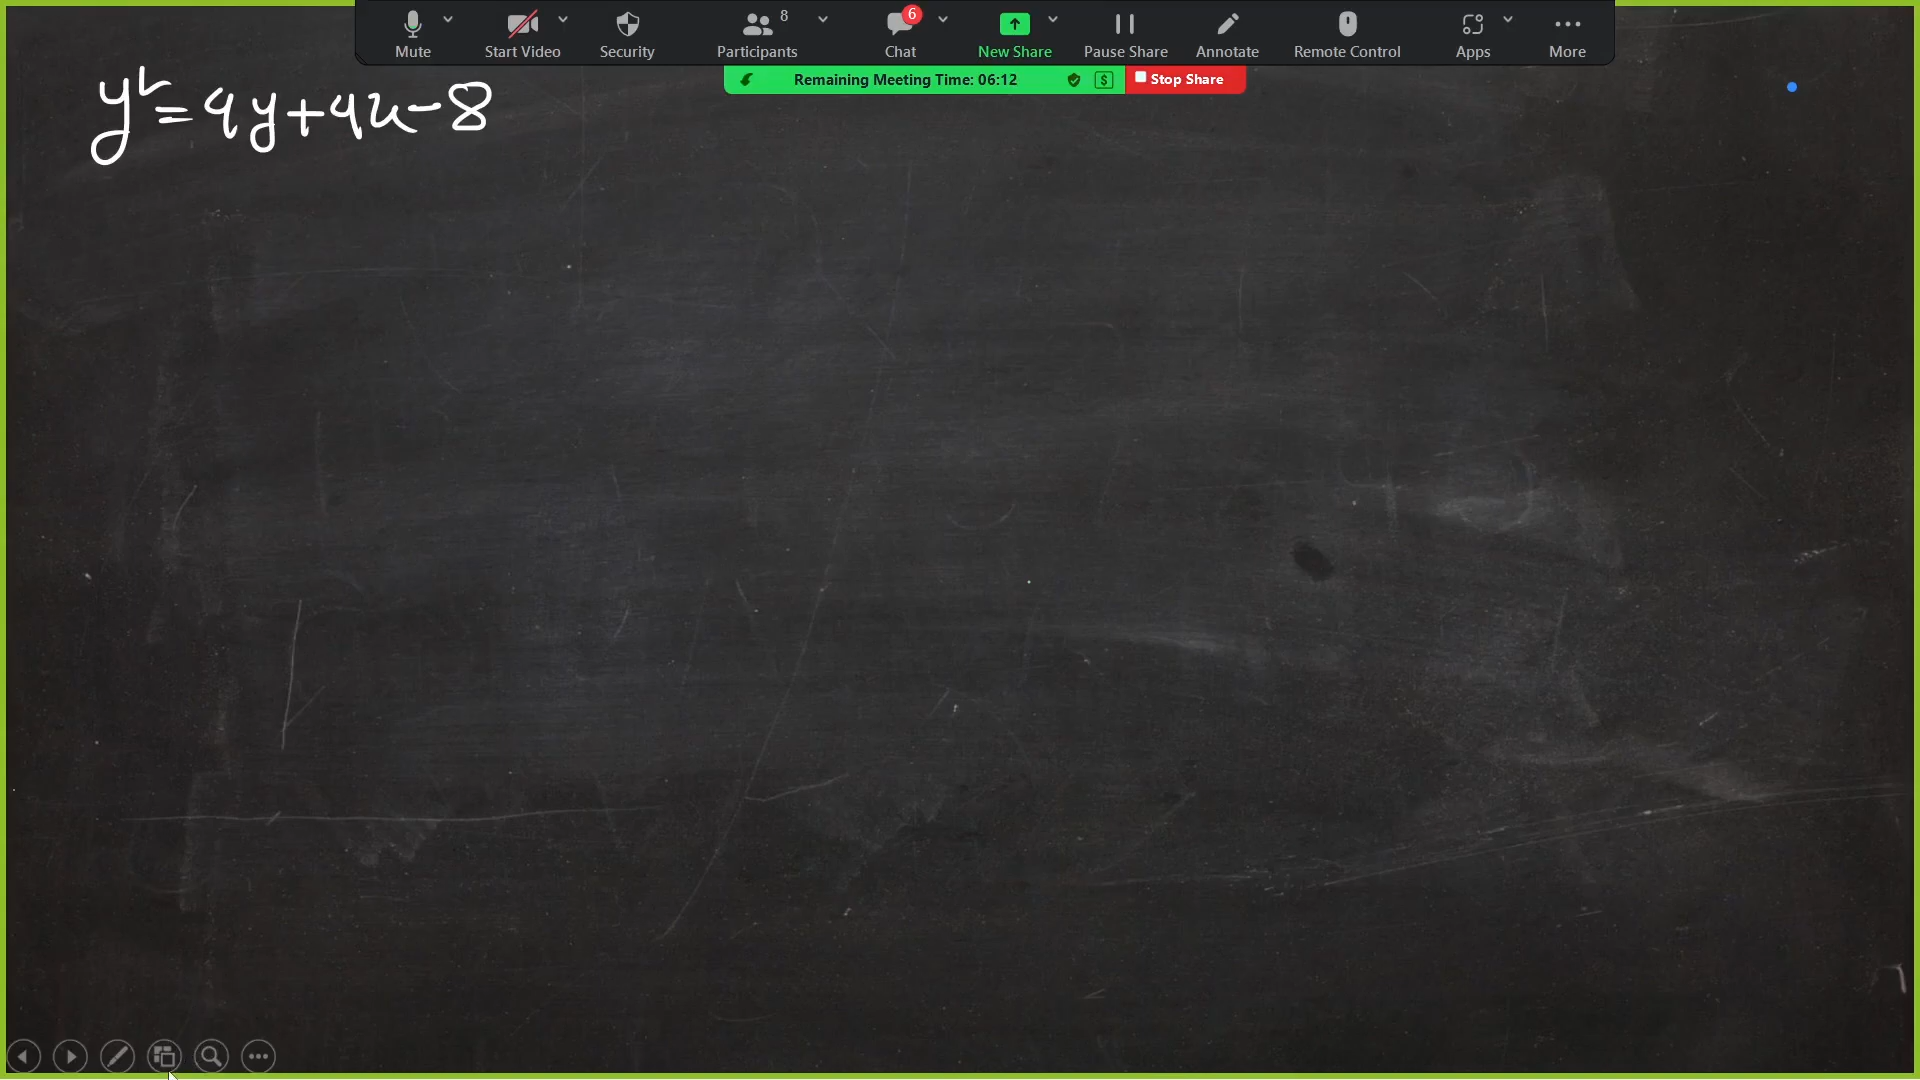 8
6
Mute
Start Video
Security
Participants
Chat
New Share
Pause Share
Annotate
Remote Control
Apps
More
Remaining Meeting Time: 06:12
Stop Share
y²=4y+4x-8